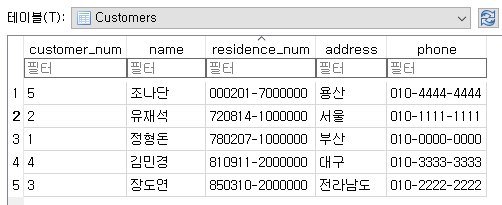 테이블(T): Customers
customer_num name residence_num address phone
필터 필터 필터 필터 필터
1 5 조나단 000201-7000000 용산 010-4444-4444
2 2 유재석 720814-1000000 서울 010-1111-1111
3 1 정형돈 780207-1000000 부산 010-0000-0000
4 4 김민경 810911-2000000 대구 010-3333-3333
5 3 장도연 850310-2000000 전라남도 010-2222-2222